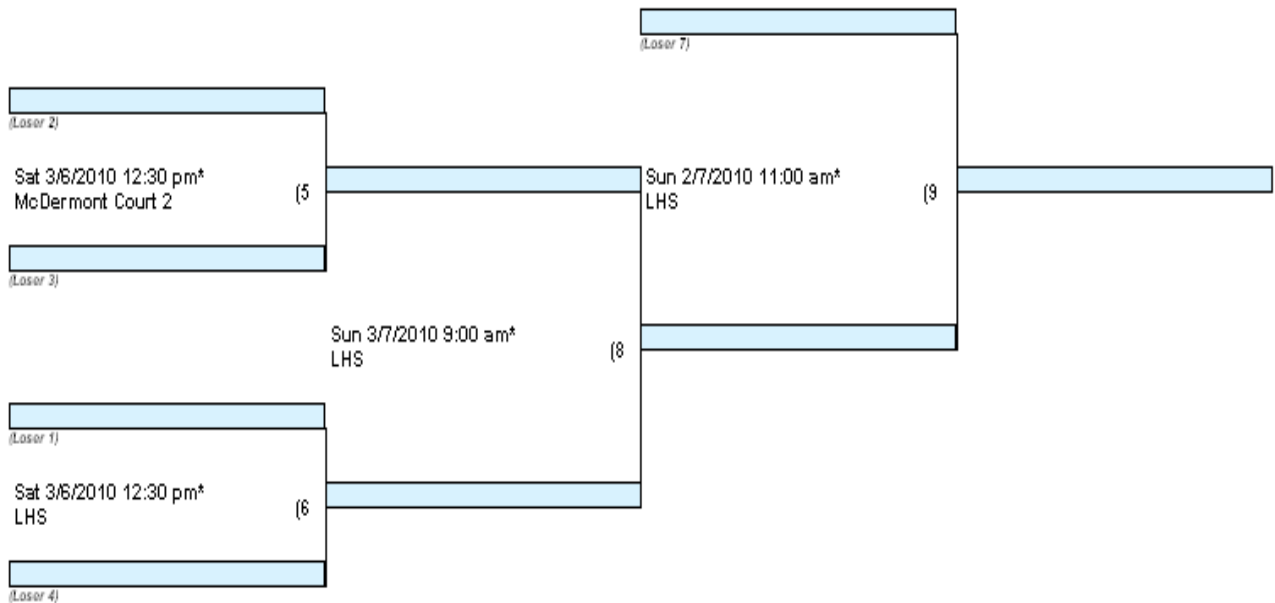 (Loser 7)
(Loser 2)
Sat 3/6/2010 12:30 pm*
McDermont Court 2
(5
Sun 2/7/2010 11:00 am*
LHS
(9
(Loser 3)
Sun 3/7/2010 9:00 am*
LHS
(8
(Loser 1)
Sat 3/6/2010 12:30 pm*
LHS
(6
(Loser 4)